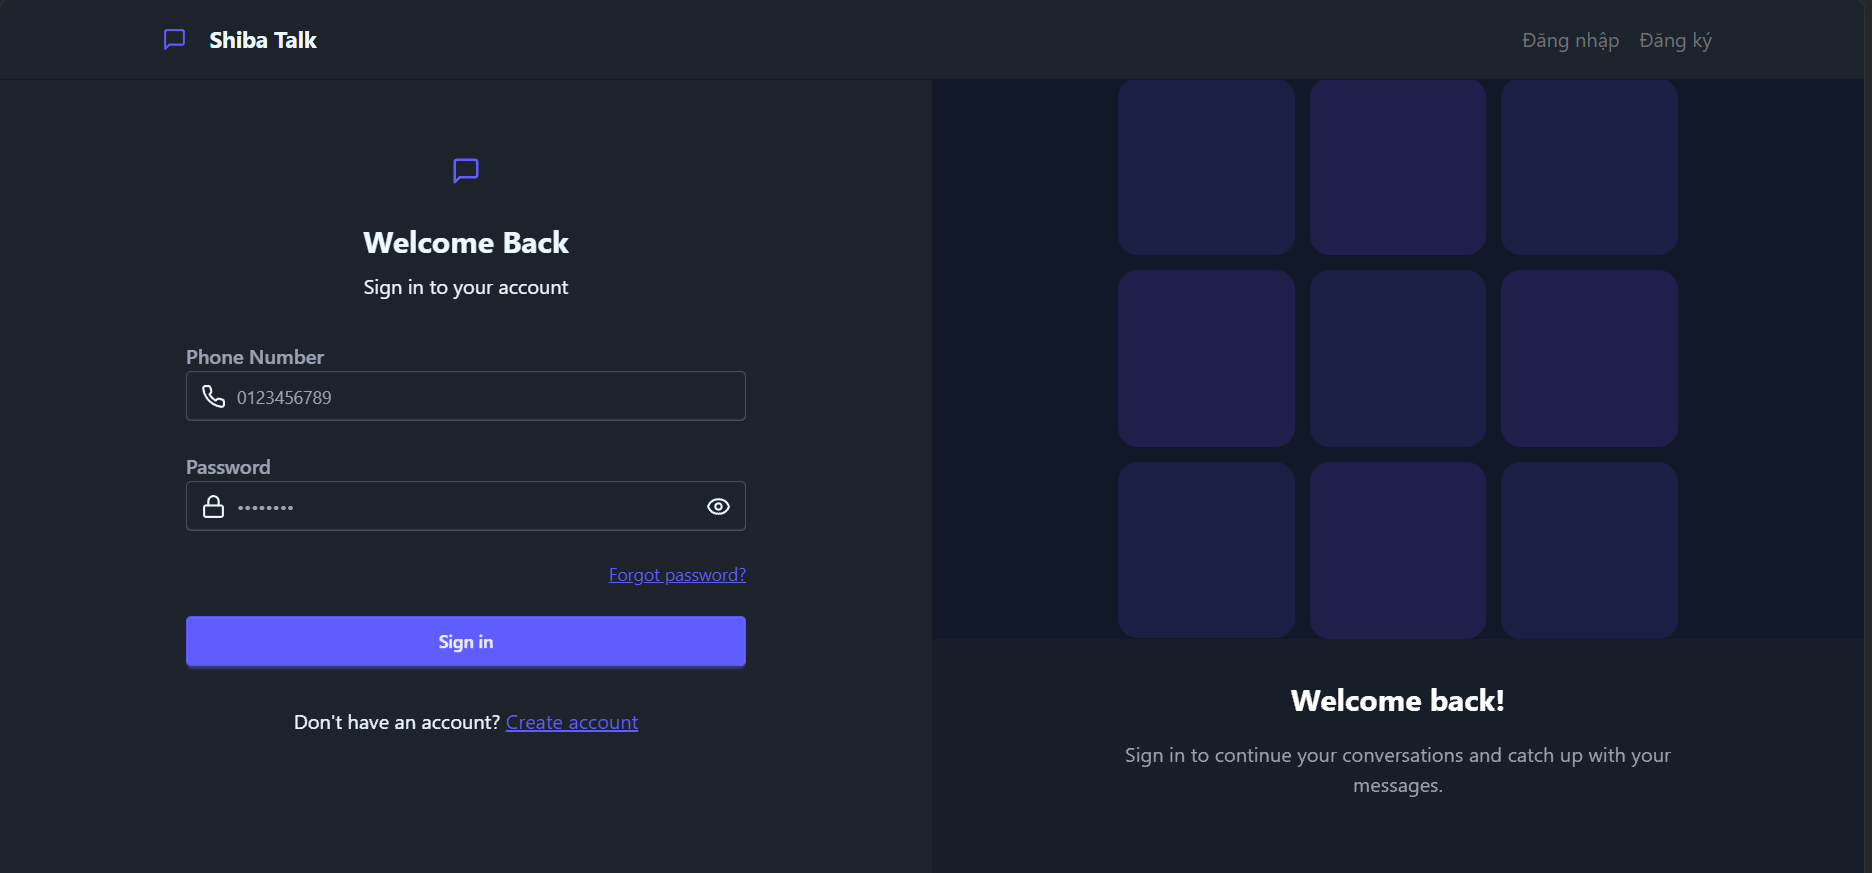 Shiba Talk
Đăng nhập Đăng ký
Welcome Back
Sign in to your account
Phone Number
0123456789
Password
••••••••
Forgot password?
Sign in
Don't have an account? Create account
Welcome back!
Sign in to continue your conversations and catch up with your
messages.